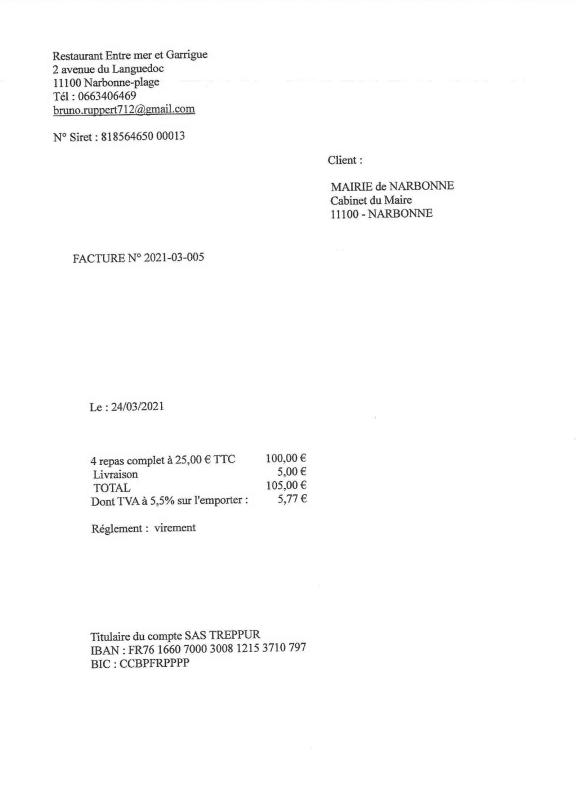 Restaurant Entre mer et Garrigue
2 avenue du Languedoc
11100 Narbonne-plage
Tél : 0663406469
bruno.ruppert712@gmail.com
N° Siret : 818564650 00013
Client :
MAIRIE de NARBONNE
Cabinet du Maire
11100 - NARBONNE
FACTURE N° 2021-03-005
Le : 24/03/2021
4 repas complet à 25,00 € TTC 100,00 €
Livraison 5,00 €
TOTAL 105,00 €
Dont TVA à 5,5% sur l'emporter : 5,77 €
Réglement : virement
Titulaire du compte SAS TREPPUR
IBAN : FR76 1660 7000 3008 1215 3710 797
BIC : CCBPFRPPPP